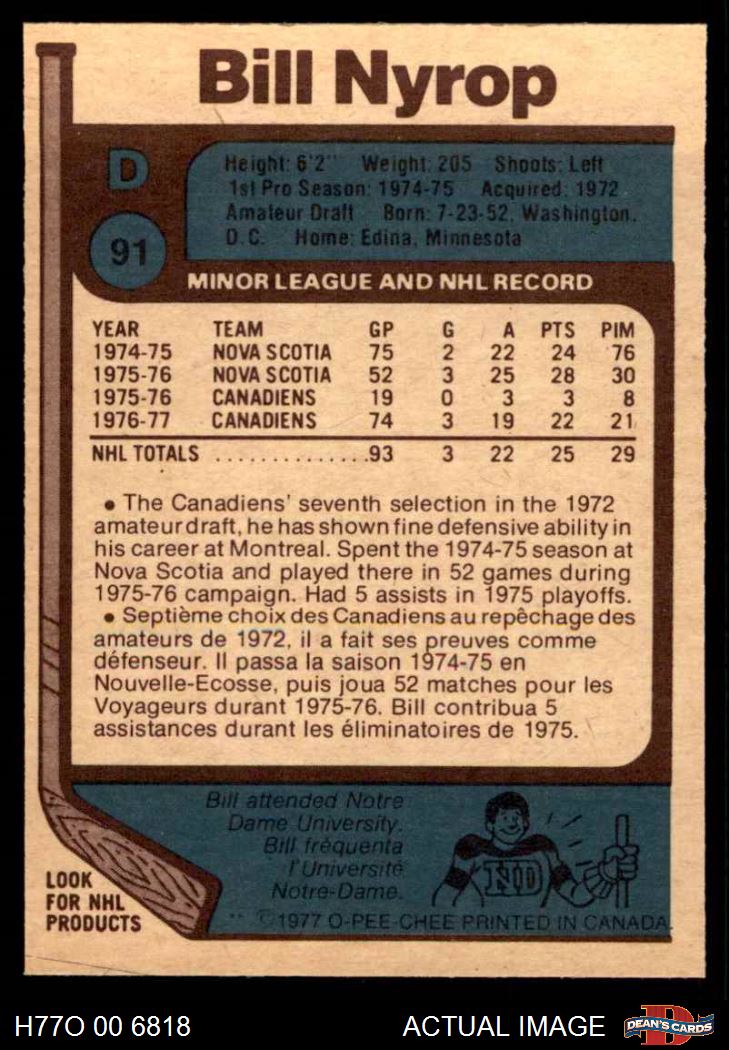 Bill Nyrop
D
Height: 6'2" Weight: 205 Shoots: Left
1st Pro Season: 1974-75 Acquired: 1972
Amateur Draft Born: 7-23-52, Washington,
D.C. Home: Edina, Minnesota
91
MINOR LEAGUE AND NHL RECORD
YEAR TEAM GP G A PTS PIM
1974-75 NOVA SCOTIA 75 2 22 24 76
1975-76 NOVA SCOTIA 52 3 25 28 30
1975-76 CANADIENS 19 0 3 3 8
1976-77 CANADIENS 74 3 19 22 21
NHL TOTALS ..............93 3 22 25 29
• The Canadiens' seventh selection in the 1972
amateur draft, he has shown fine defensive ability in
his career at Montreal. Spent the 1974-75 season at
Nova Scotia and played there in 52 games during
1975-76 campaign. Had 5 assists in 1975 playoffs.
• Septième choix des Canadiens au repêchage des
amateurs de 1972, il a fait ses preuves comme
défenseur. Il passa la saison 1974-75 en
Nouvelle-Ecosse, puis joua 52 matches pour les
Voyageurs durant 1975-76. Bill contribua 5
assistances durant les éliminatoires de 1975.
Bill attended Notre
Dame University.
Bill fréquenta
l'Université
Notre-Dame.
ND
LOOK
FOR NHL
PRODUCTS
** ©1977 O-PEE-CHEE PRINTED IN CANADA.
H77O 00 6818 ACTUAL IMAGE
D
DEAN'S CARDS